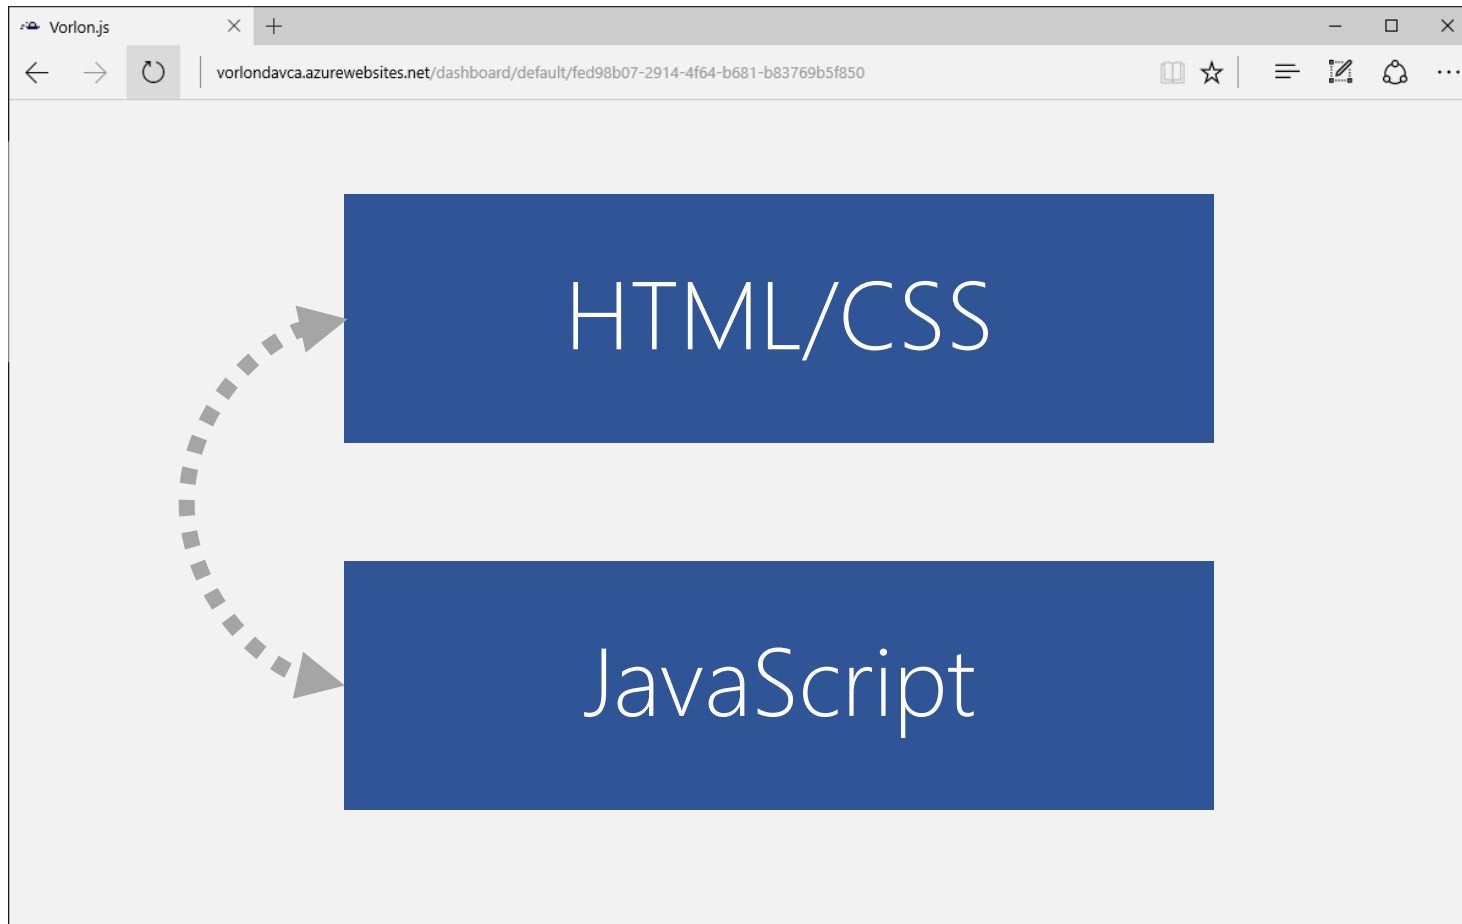 Vorlon.js
vorlondavca.azurewebsites.net/dashboard/default/fed98b07-2914-4f64-b681-b83769b5f850
HTML/CSS
JavaScript